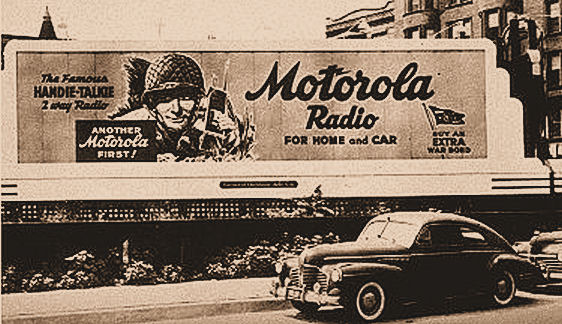 The Famous
HANDIE-TALKIE
2 way Radio
ANOTHER
Motorola
FIRST!
Motorola
Radio
FOR HOME and CAR
BUY AN
EXTRA
WAR BOND